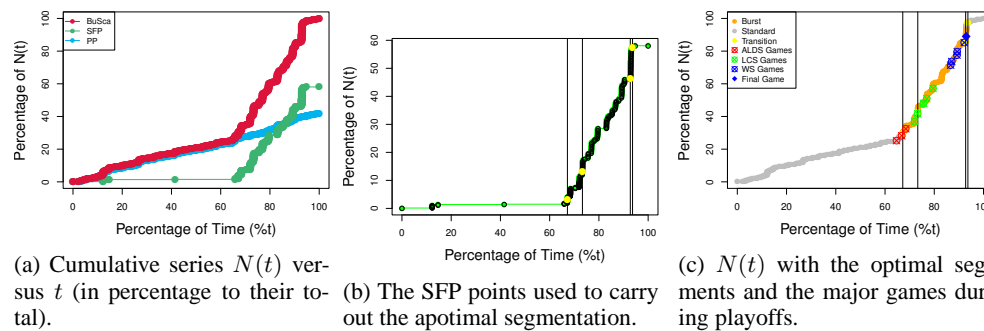 BuSca
SFP
PP
Percentage of N(t)
0 20 40 60 80 100
0 20 40 60 80 100
Percentage of Time (%t)
(a) Cumulative series N(t) ver-
sus t (in percentage to their to-
tal).
Percentage of N(t)
0 10 20 30 40 50 60
0 20 40 60 80 100
Percentage of Time (%t)
(b) The SFP points used to carry
out the apotimal segmentation.
Burst
Standard
Transition
ALDS Games
LCS Games
WS Games
Final Game
Percentage of N(t)
0 20 40 60 80 100
0 20 40 60 80 100
Percentage of Time (%t)
(c) N(t) with the optimal seg-
ments and the major games dur-
ing playoffs.